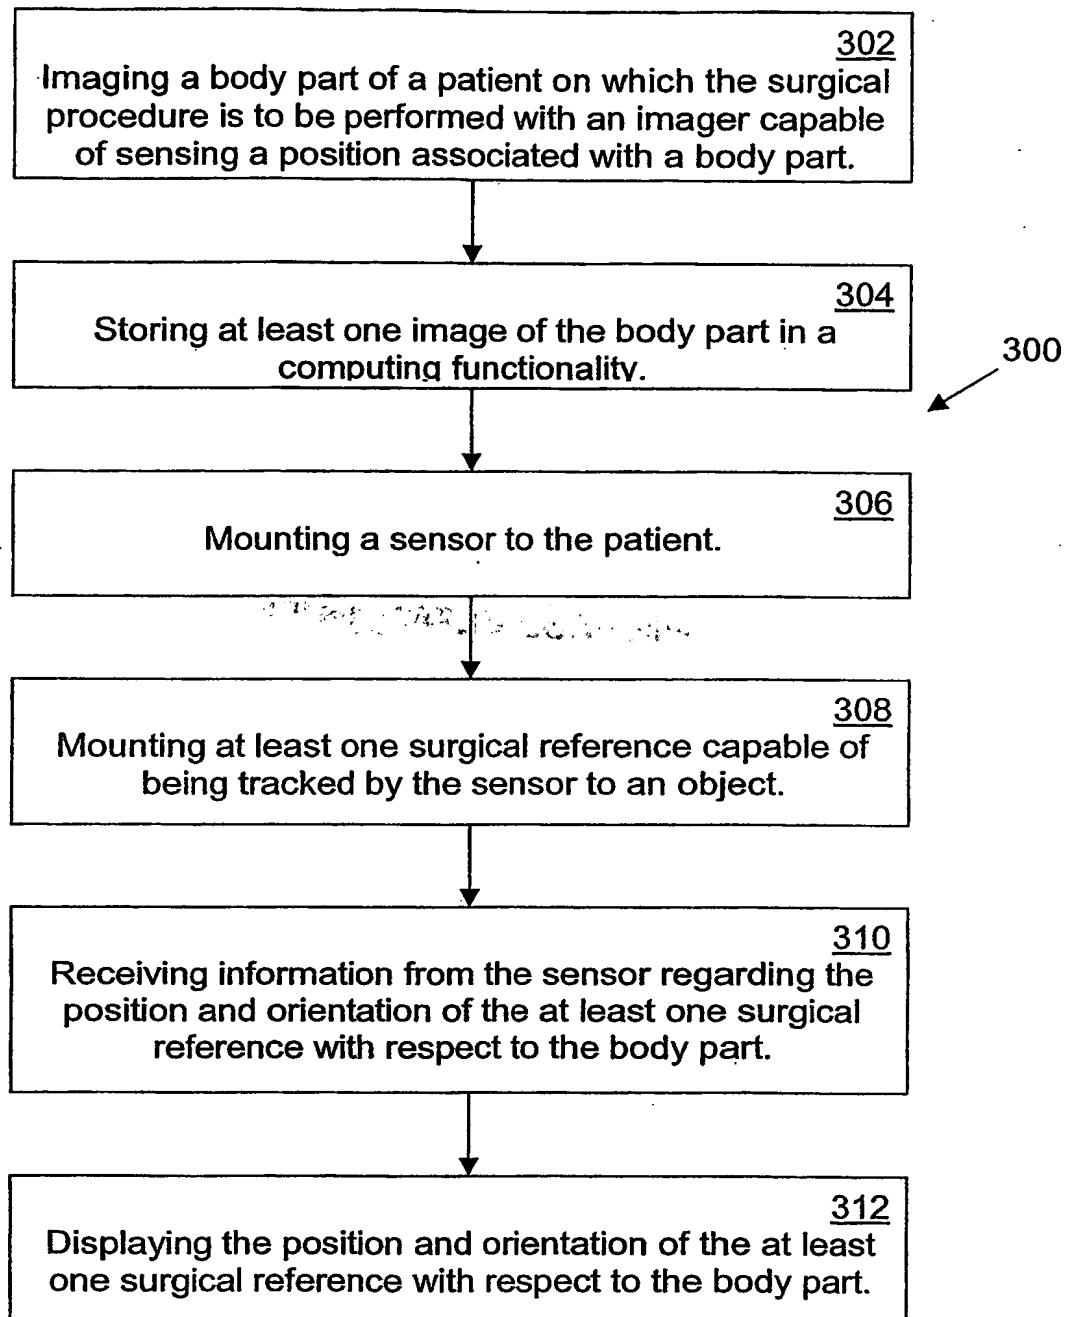 302
Imaging a body part of a patient on which the surgical
procedure is to be performed with an imager capable
of sensing a position associated with a body part.
304
Storing at least one image of the body part in a
computing functionality.
300
306
Mounting a sensor to the patient.
308
Mounting at least one surgical reference capable of
being tracked by the sensor to an object.
310
Receiving information from the sensor regarding the
position and orientation of the at least one surgical
reference with respect to the body part.
312
Displaying the position and orientation of the at least
one surgical reference with respect to the body part.